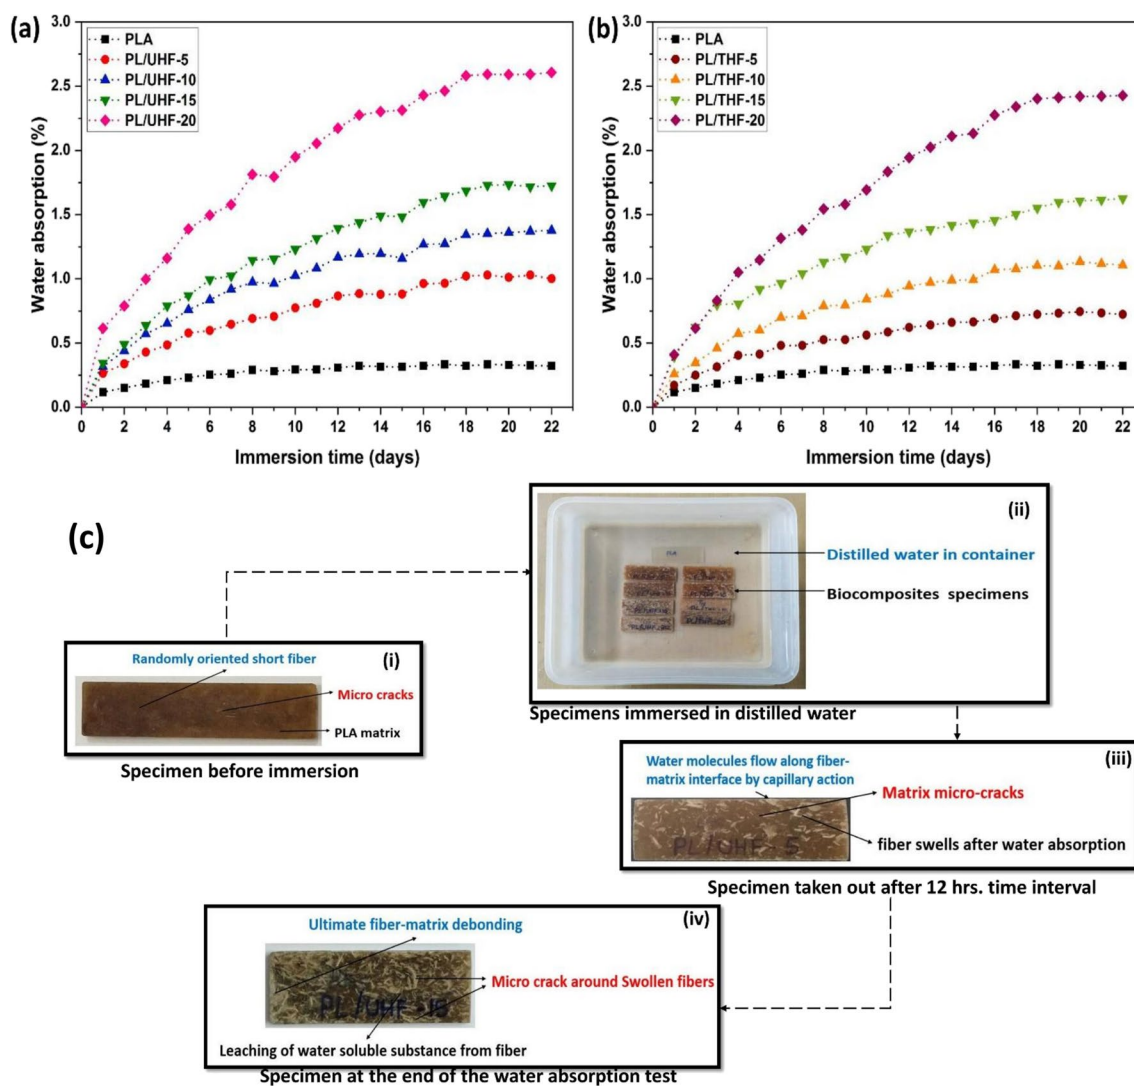 (a)
3.0
2.5
2.0
1.5
1.0
0.5
0.0
Water absorption (%)
PLA
PL/UHF-5
PL/UHF-10
PL/UHF-15
PL/UHF-20
0 2 4 6 8 10 12 14 16 18 20 22
Immersion time (days)
(b)
3.0
2.5
2.0
1.5
1.0
0.5
0.0
Water absorption (%)
PLA
PL/THF-5
PL/THF-10
PL/THF-15
PL/THF-20
0 2 4 6 8 10 12 14 16 18 20 22
Immersion time (days)
(c)
(i)
Randomly oriented short fiber
Micro cracks
PLA matrix
Specimen before immersion
(ii)
PLA
Distilled water in container
Biocomposites specimens
Specimens immersed in distilled water
(iii)
Water molecules flow along fiber-
matrix interface by capillary action
Matrix micro-cracks
fiber swells after water absorption
PL/UHF-5
Specimen taken out after 12 hrs. time interval
(iv)
Ultimate fiber-matrix debonding
Micro crack around Swollen fibers
PL/UHF-15
Leaching of water soluble substance from fiber
Specimen at the end of the water absorption test